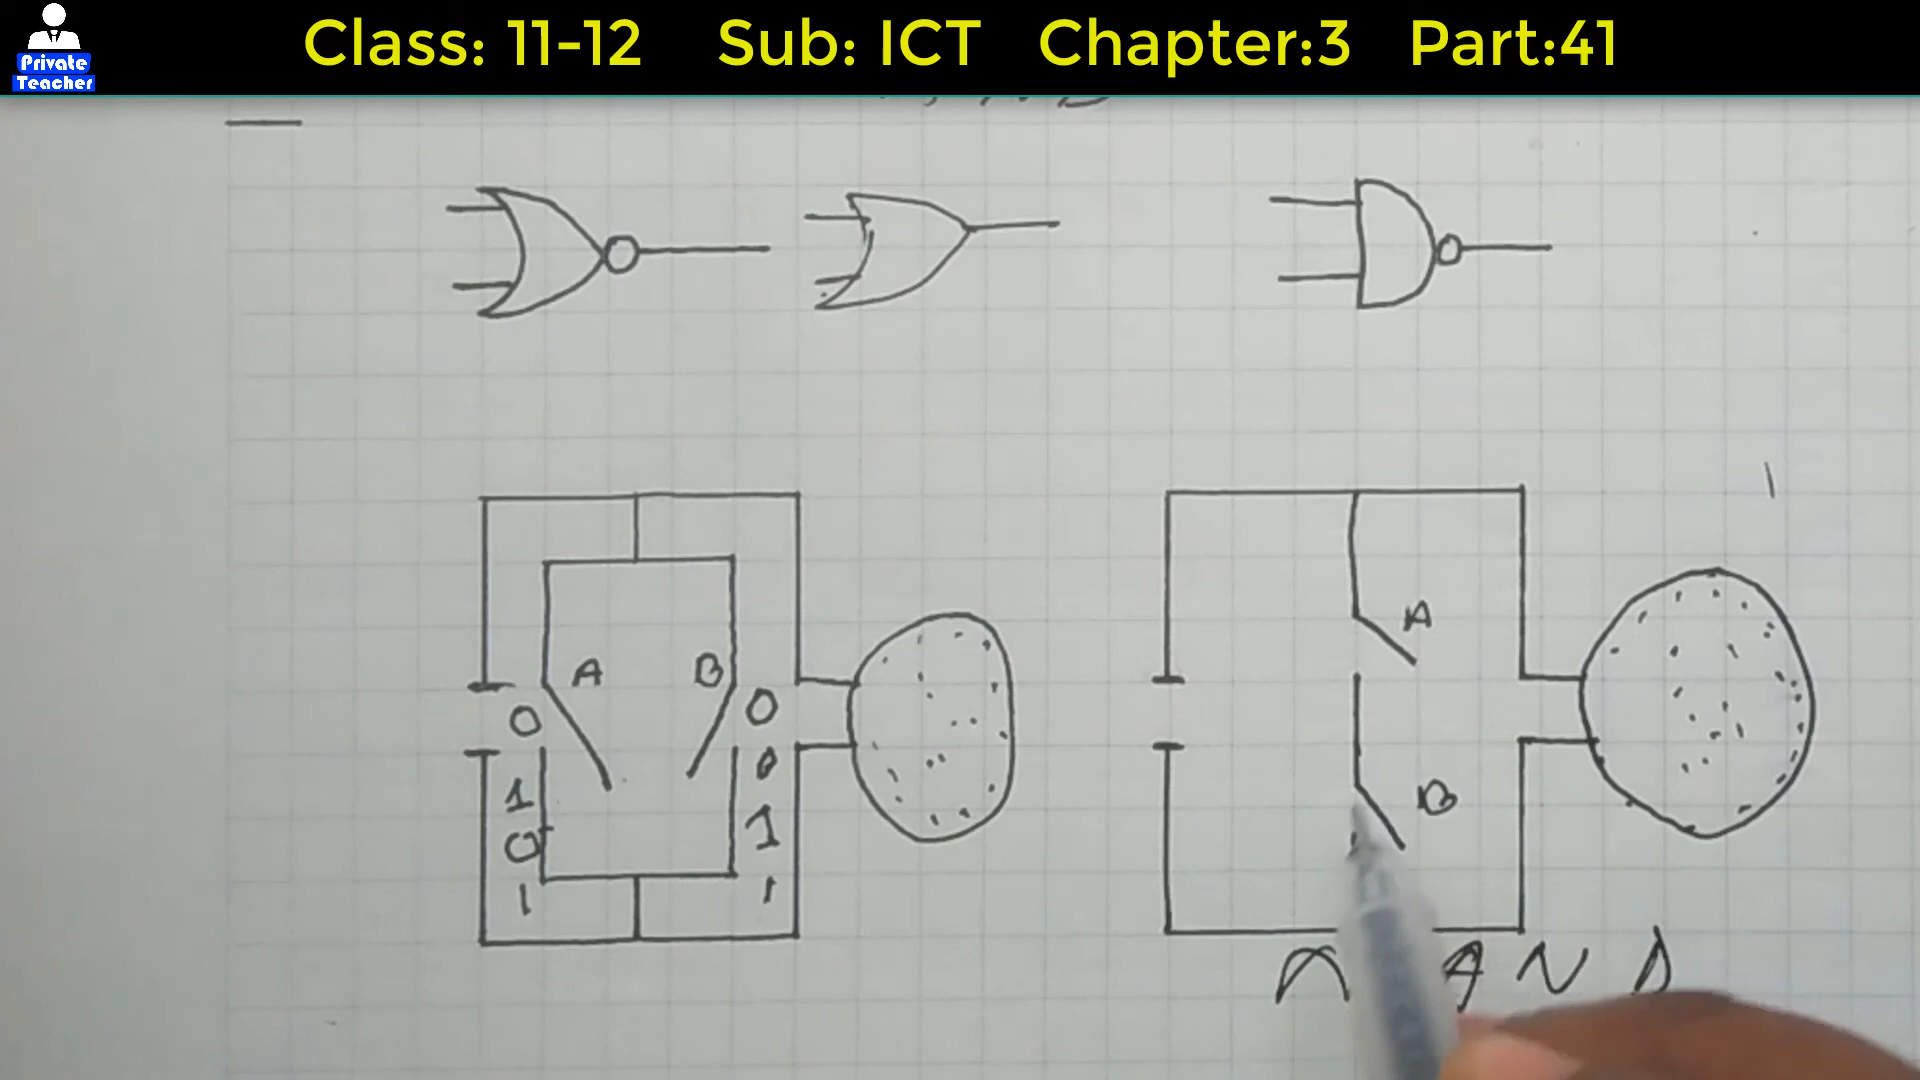 Class: 11-12 Sub: ICT Chapter:3 Part:41
Private
Teacher
A
A B
0 0
1 0
0 1
1 1
B
N A N D